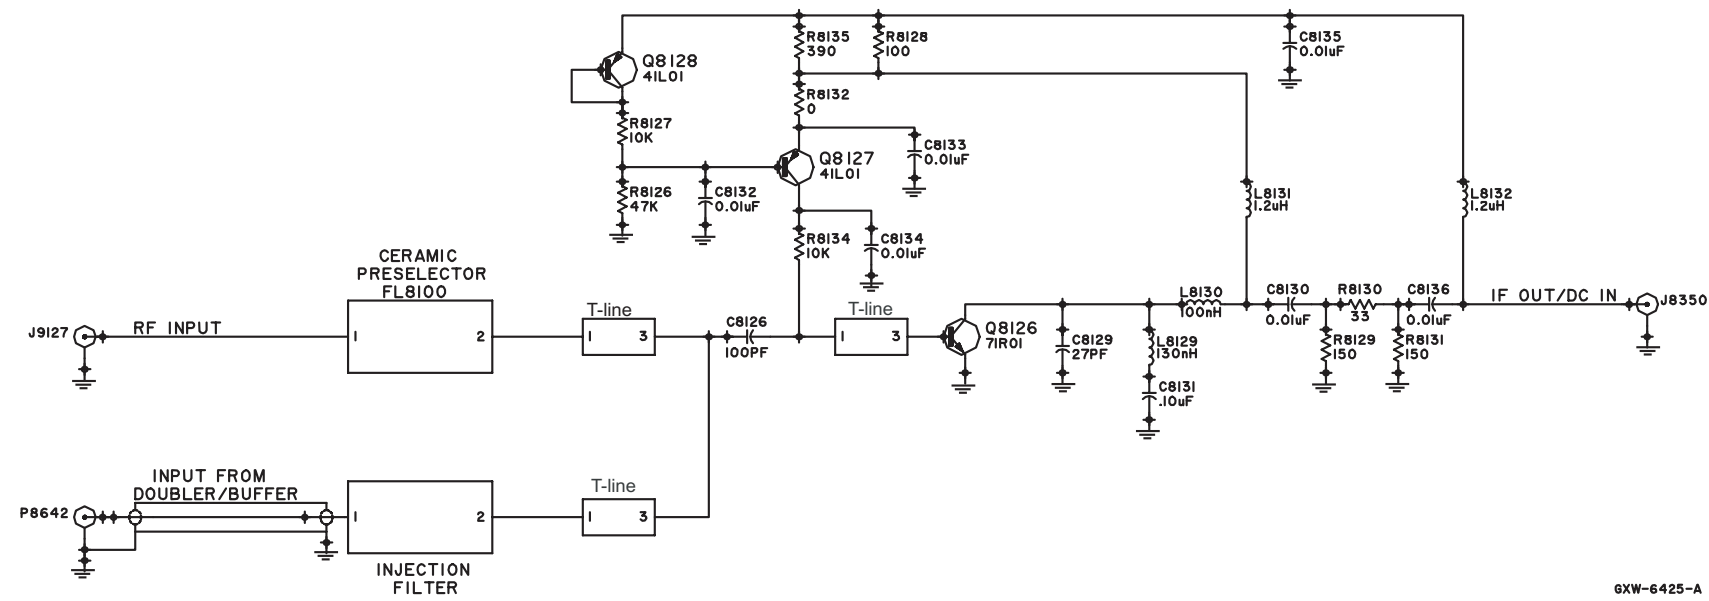 Q8128
41L01
R8135
390
R8128
100
C8135
0.01uF
R8127
10K
R8132
0
Q8127
41L01
C8133
0.01uF
R8126
47K
C8132
0.01uF
L8131
1.2uH
L8132
1.2uH
R8134
10K
C8134
0.01uF
CERAMIC
PRESELECTOR
FL8100
J9127
RF INPUT
1
2
T-line
1
3
C8126
100PF
T-line
1
3
Q8126
71R01
C8129
27PF
L8129
130nH
C8131
.10uF
L8130
100nH
C8130
0.01uF
R8130
33
C8136
0.01uF
R8129
150
R8131
150
IF OUT/DC IN
J8350
P8642
INPUT FROM
DOUBLER/BUFFER
1
2
INJECTION
FILTER
T-line
1
3
GXW-6425-A